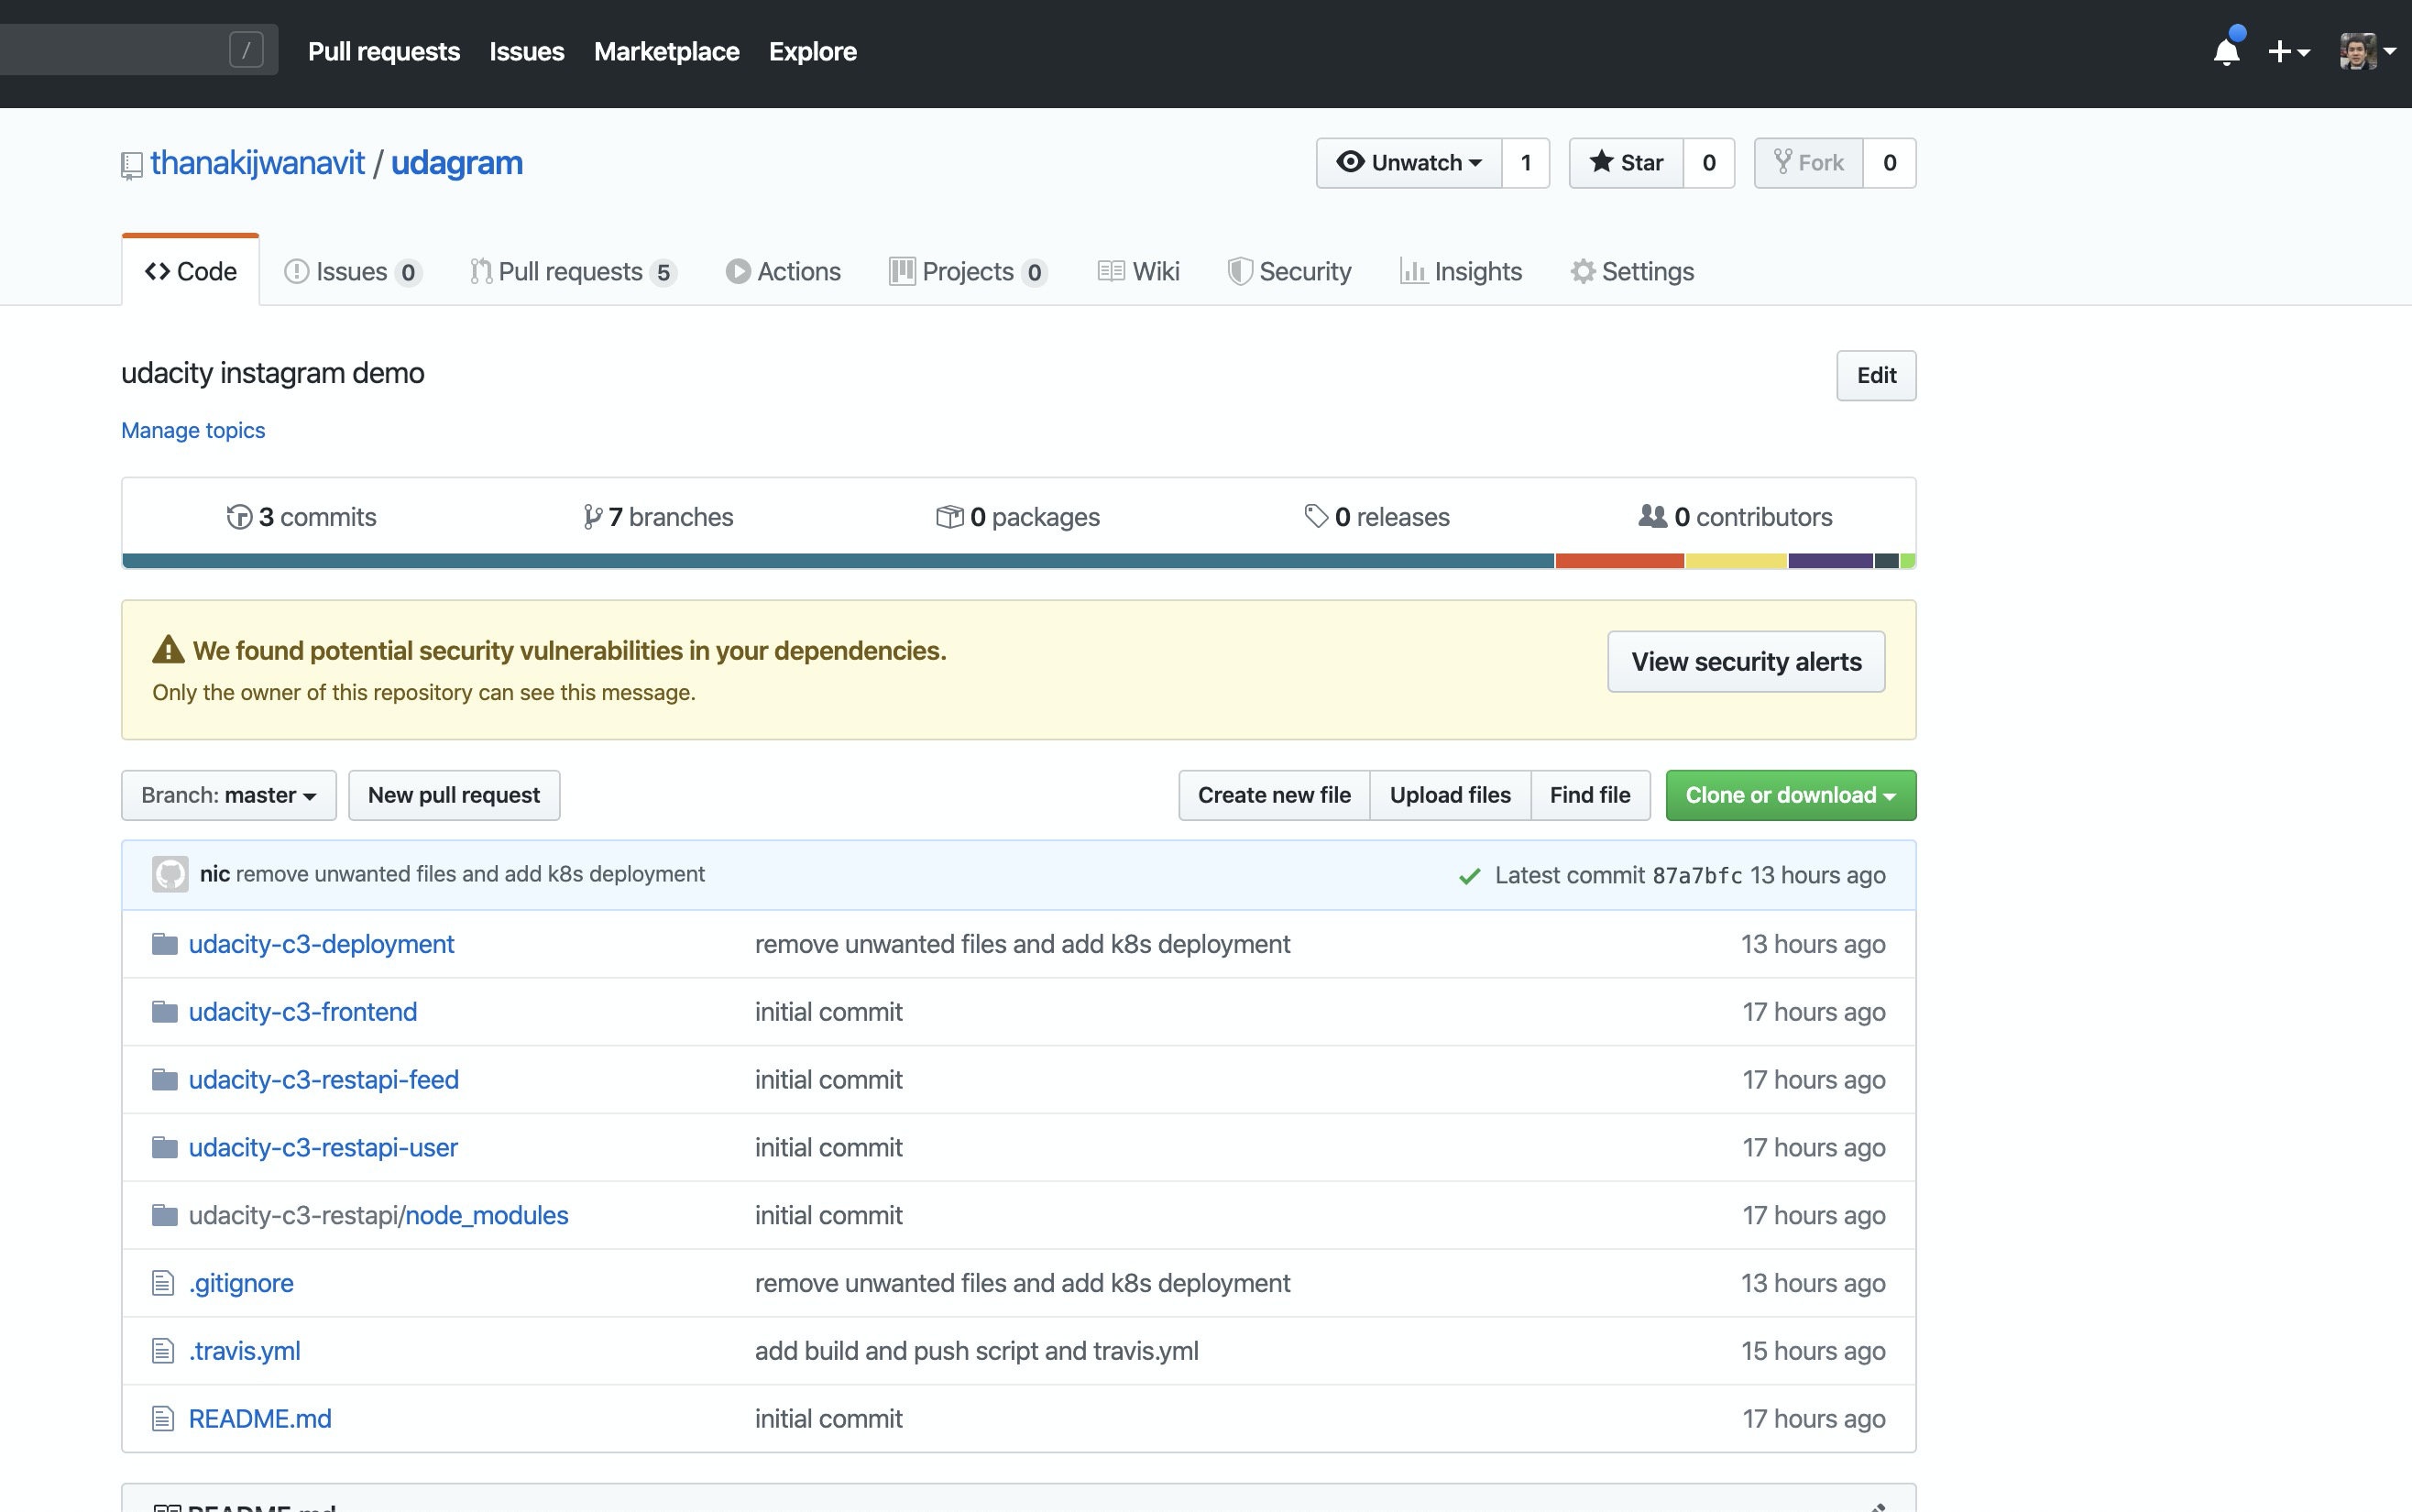 / Pull requests Issues Marketplace Explore
thanakijwanavit / udagram Unwatch 1 Star 0 Fork 0
Code Issues 0 Pull requests 5 Actions Projects 0 Wiki Security Insights Settings
udacity instagram demo Edit
Manage topics
3 commits 7 branches 0 packages 0 releases 0 contributors
We found potential security vulnerabilities in your dependencies.
Only the owner of this repository can see this message.
View security alerts
Branch: master New pull request Create new file Upload files Find file Clone or download
nic remove unwanted files and add k8s deployment Latest commit 87a7bfc 13 hours ago
udacity-c3-deployment remove unwanted files and add k8s deployment 13 hours ago
udacity-c3-frontend initial commit 17 hours ago
udacity-c3-restapi-feed initial commit 17 hours ago
udacity-c3-restapi-user initial commit 17 hours ago
udacity-c3-restapi/node_modules initial commit 17 hours ago
.gitignore remove unwanted files and add k8s deployment 13 hours ago
.travis.yml add build and push script and travis.yml 15 hours ago
README.md initial commit 17 hours ago
README.md